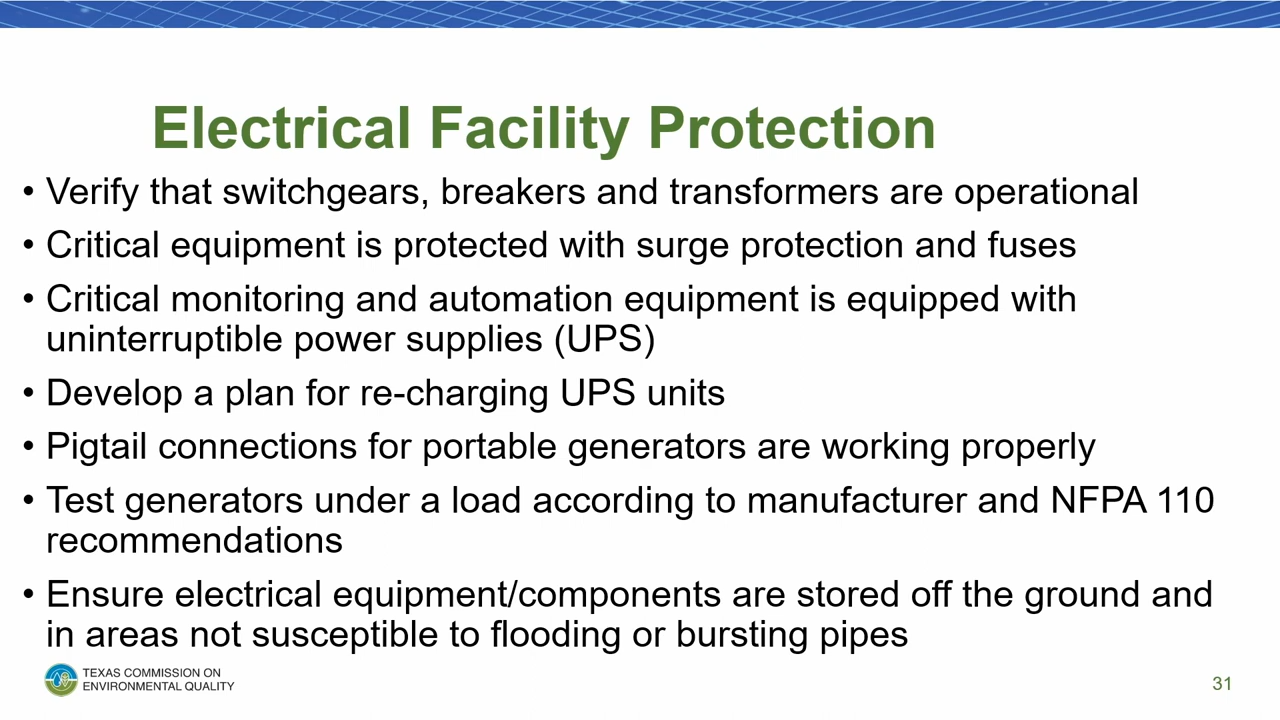 Electrical Facility Protection
• Verify that switchgears, breakers and transformers are operational
• Critical equipment is protected with surge protection and fuses
• Critical monitoring and automation equipment is equipped with
uninterruptible power supplies (UPS)
• Develop a plan for re-charging UPS units
• Pigtail connections for portable generators are working properly
• Test generators under a load according to manufacturer and NFPA 110
recommendations
• Ensure electrical equipment/components are stored off the ground and
in areas not susceptible to flooding or bursting pipes
TEXAS COMMISSION ON
ENVIRONMENTAL QUALITY
31